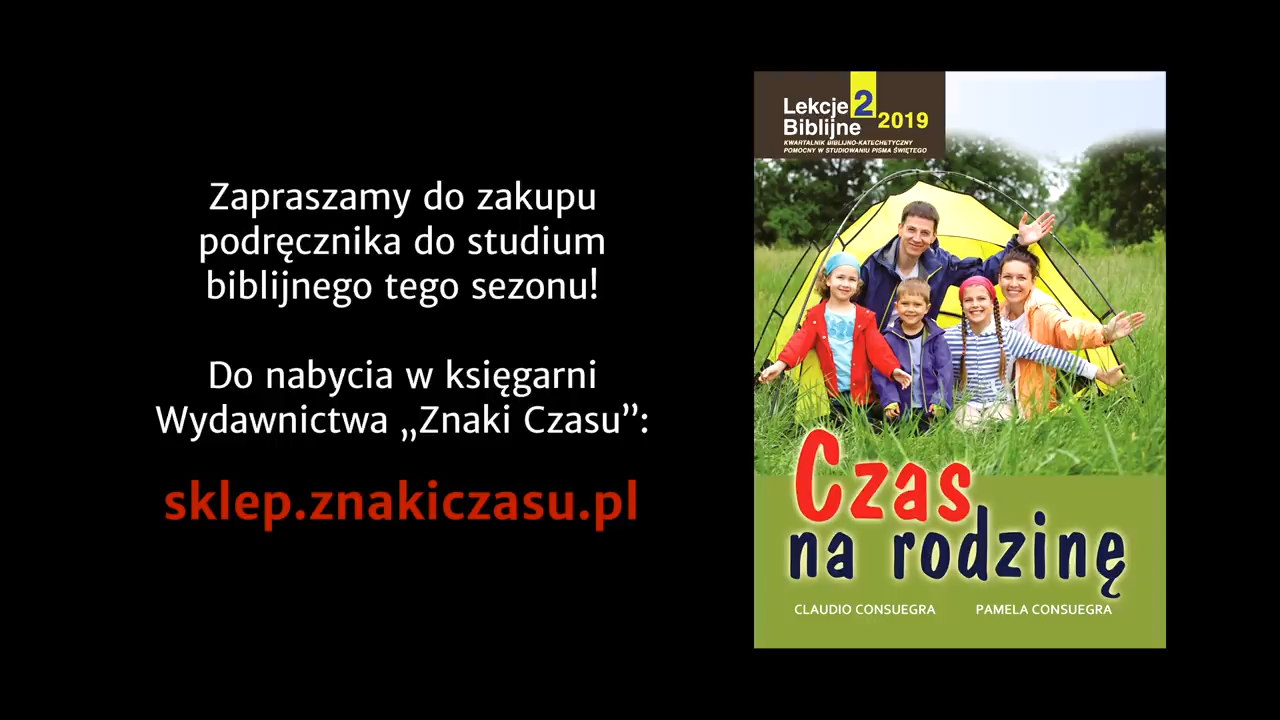 Zapraszamy do zakupu
podręcznika do studium
biblijnego tego sezonu!
Do nabycia w księgarni
Wydawnictwa „Znaki Czasu”:
sklep.znakiczasu.pl
Lekcje 2 2019
Biblijne
KWARTALNIK BIBLIJNO-KATECHETYCZNY
POMOCNY W STUDIOWANIU PISMA ŚWIĘTEGO
Czas
na rodzinę
CLAUDIO CONSUEGRA PAMELA CONSUEGRA